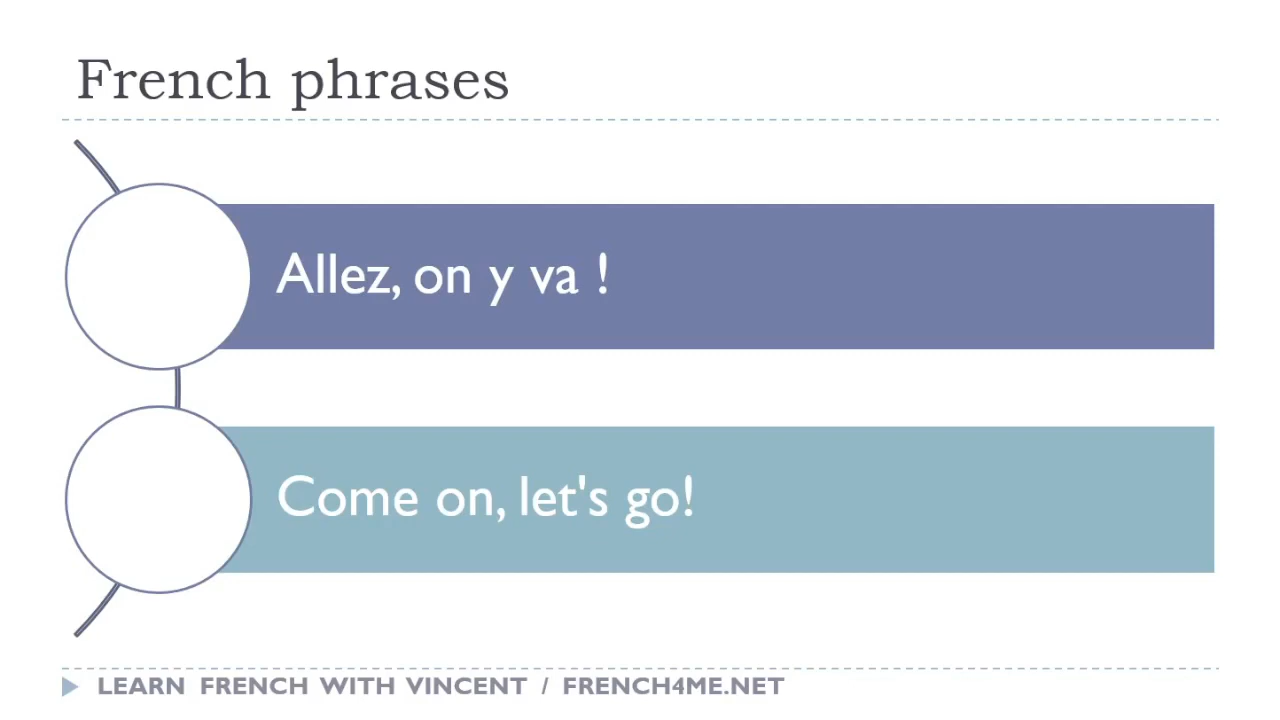 French phrases
Allez, on y va !
Come on, let's go!
LEARN FRENCH WITH VINCENT / FRENCH4ME.NET